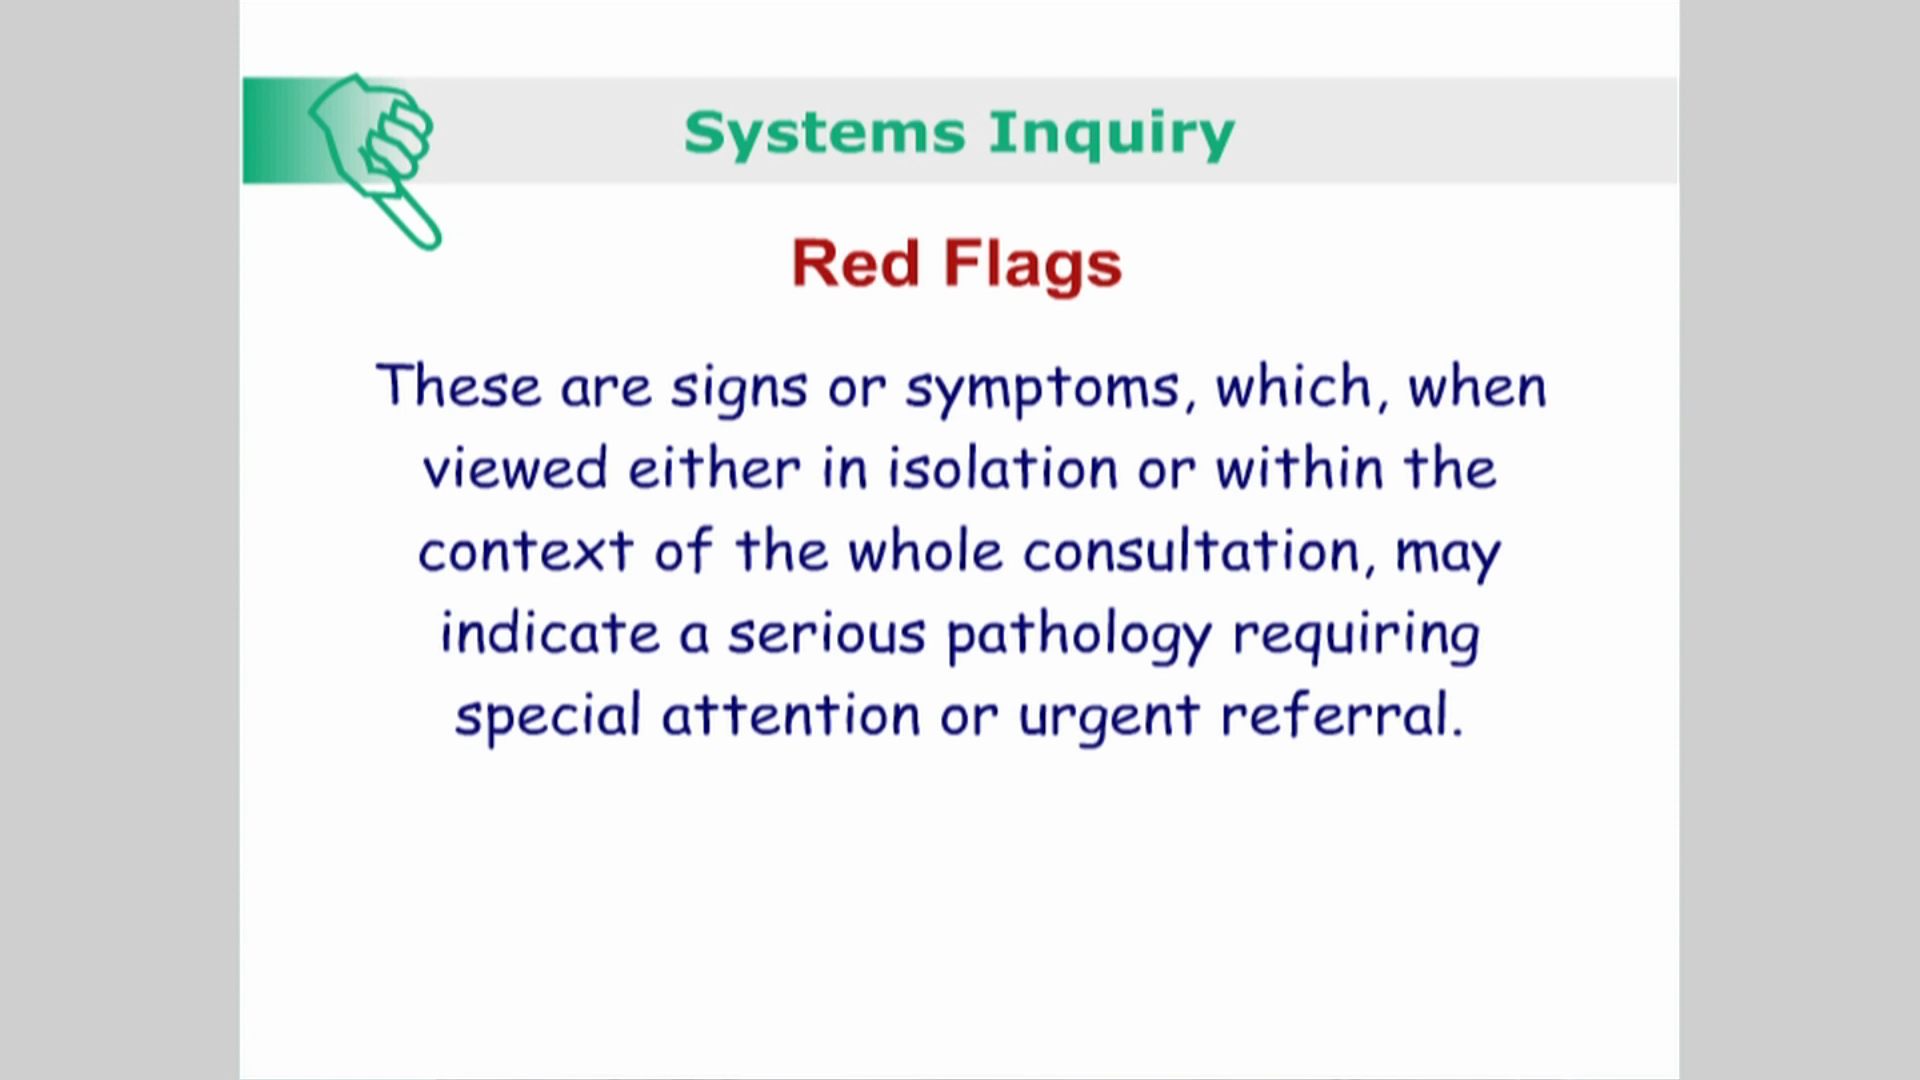 Systems Inquiry
Red Flags
These are signs or symptoms, which, when
viewed either in isolation or within the
context of the whole consultation, may
indicate a serious pathology requiring
special attention or urgent referral.